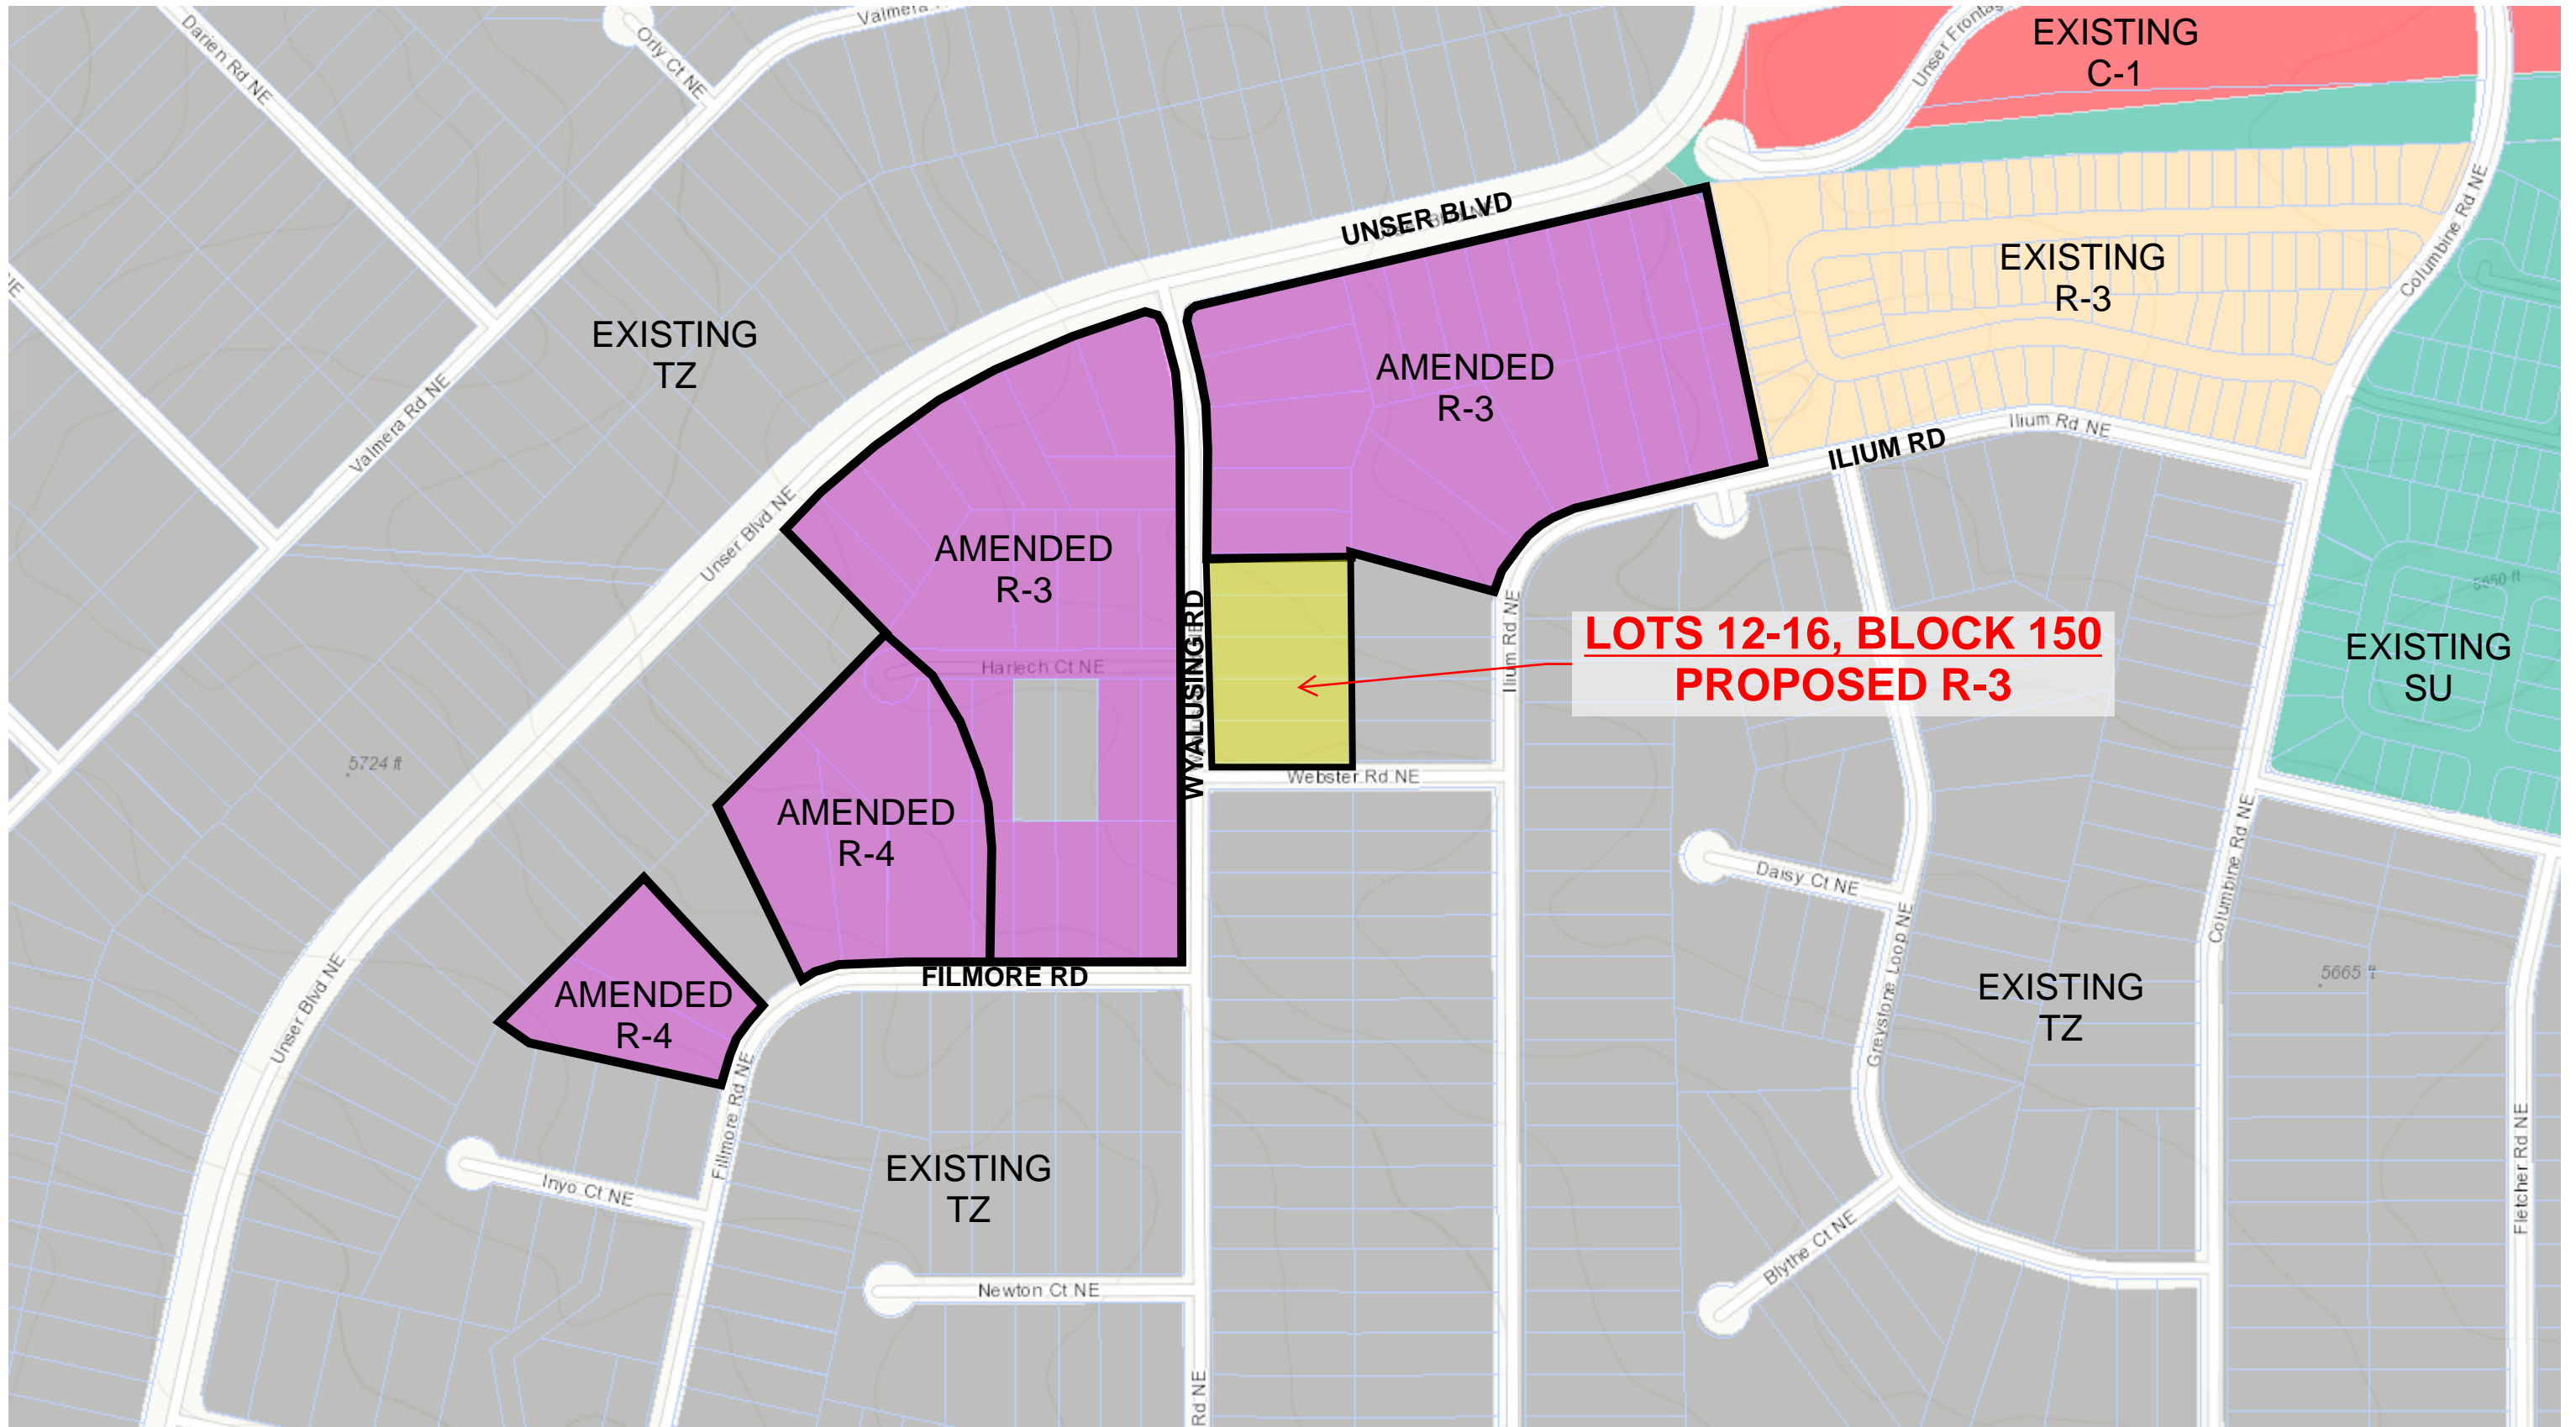 Darien Rd NE
Orly Ct NE
Unser Frontag
EXISTING
C-1
Columbine Rd NE
UNSER BLVD
EXISTING
R-3
EXISTING
TZ
AMENDED
R-3
Valmera Rd NE
ILIUM RD
Ilium Rd NE
Unser Blvd NE
AMENDED
R-3
5650 ft
WYALUSING RD
Ilium Rd NE
LOTS 12-16, BLOCK 150
PROPOSED R-3
EXISTING
SU
Harlech Ct NE
5724 ft
Webster Rd NE
AMENDED
R-4
Daisy Ct NE
Columbine Rd NE
Greystone Loop NE
FILMORE RD
5665 ft
EXISTING
TZ
AMENDED
R-4
Unser Blvd NE
Fillmore Rd NE
EXISTING
TZ
Inyo Ct NE
Fletcher Rd NE
Blythe Ct NE
Newton Ct NE
Rd NE